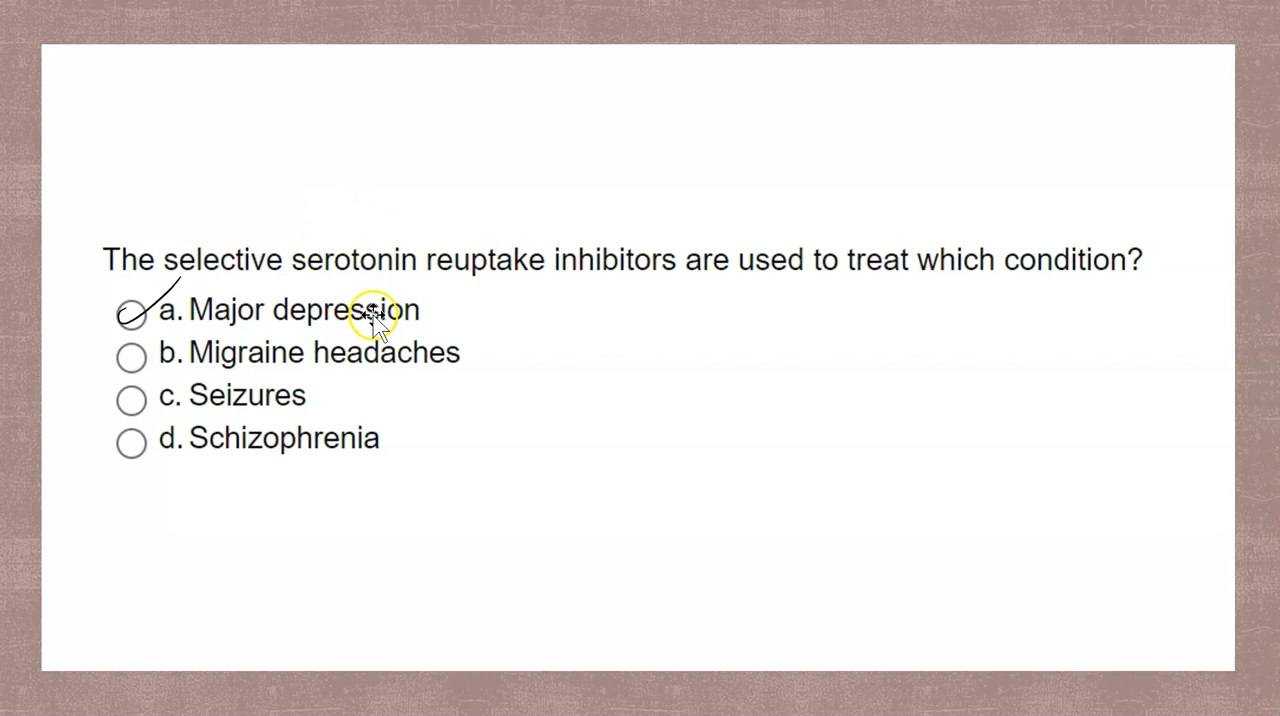 The selective serotonin reuptake inhibitors are used to treat which condition?
a. Major depression
b. Migraine headaches
c. Seizures
d. Schizophrenia